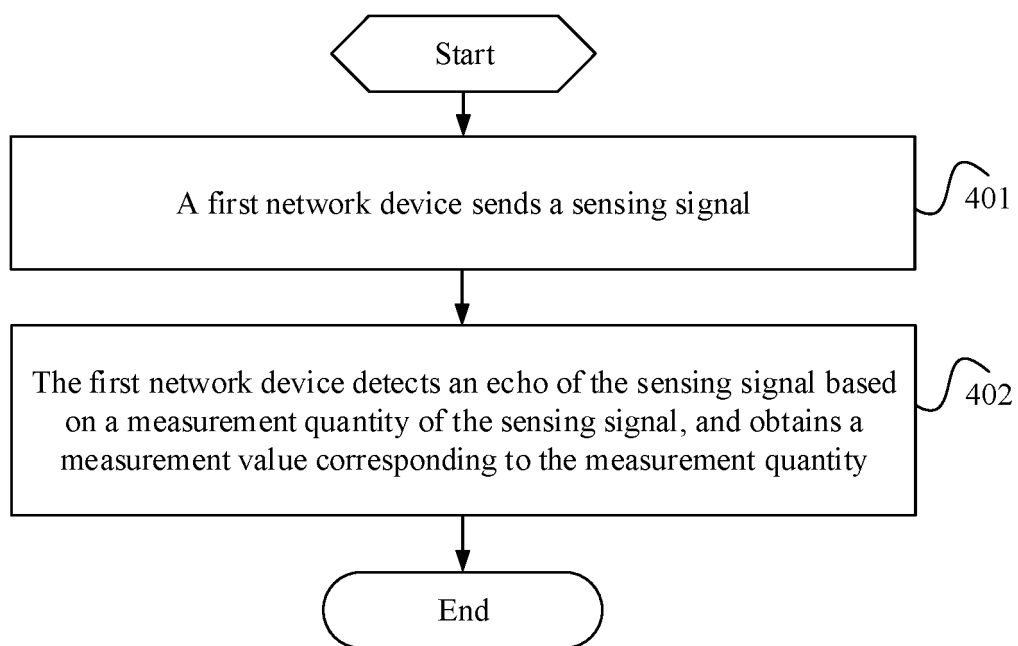 Start
A first network device sends a sensing signal
401
The first network device detects an echo of the sensing signal based
on a measurement quantity of the sensing signal, and obtains a
measurement value corresponding to the measurement quantity
402
End